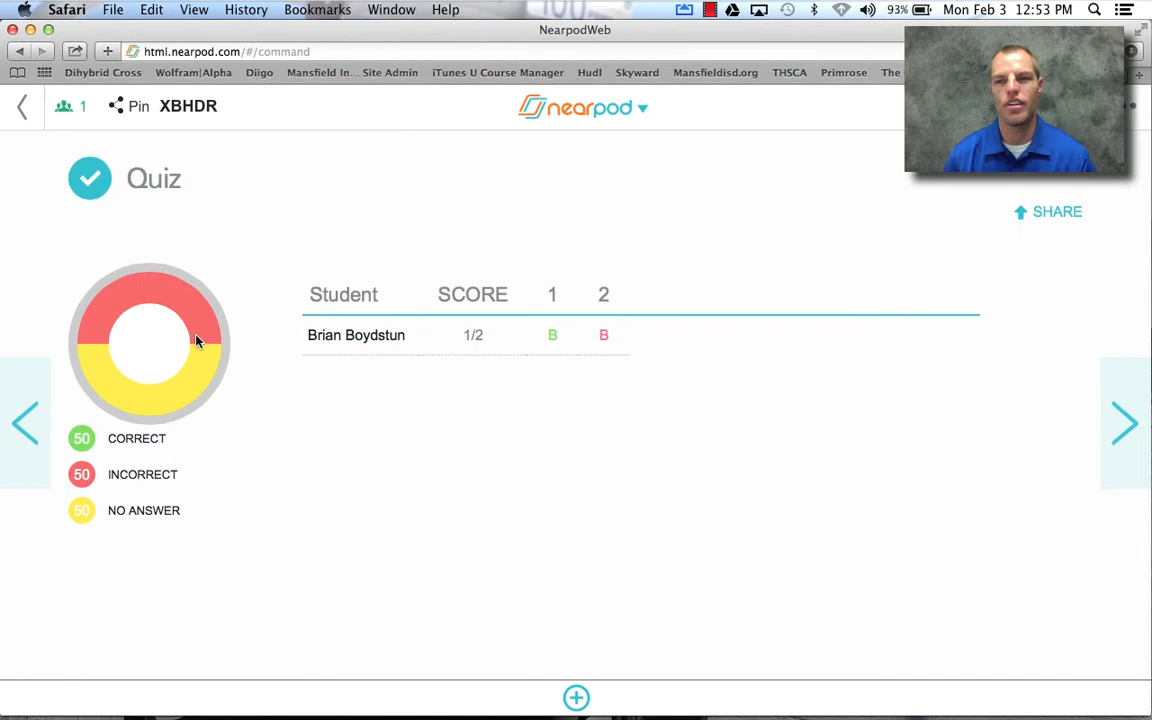 Safari File Edit View History Bookmarks Window Help 93% Mon Feb 3 12:53 PM
NearpodWeb
html.nearpod.com/#/command
Dihybrid Cross Wolfram|Alpha Diigo Mansfield In... Site Admin iTunes U Course Manager Hudl Skyward Mansfieldisd.org THSCA Primrose The
1 Pin XBHDR nearpod
Quiz
SHARE
Student SCORE 1 2
Brian Boydstun 1/2 B B
50 CORRECT
50 INCORRECT
50 NO ANSWER